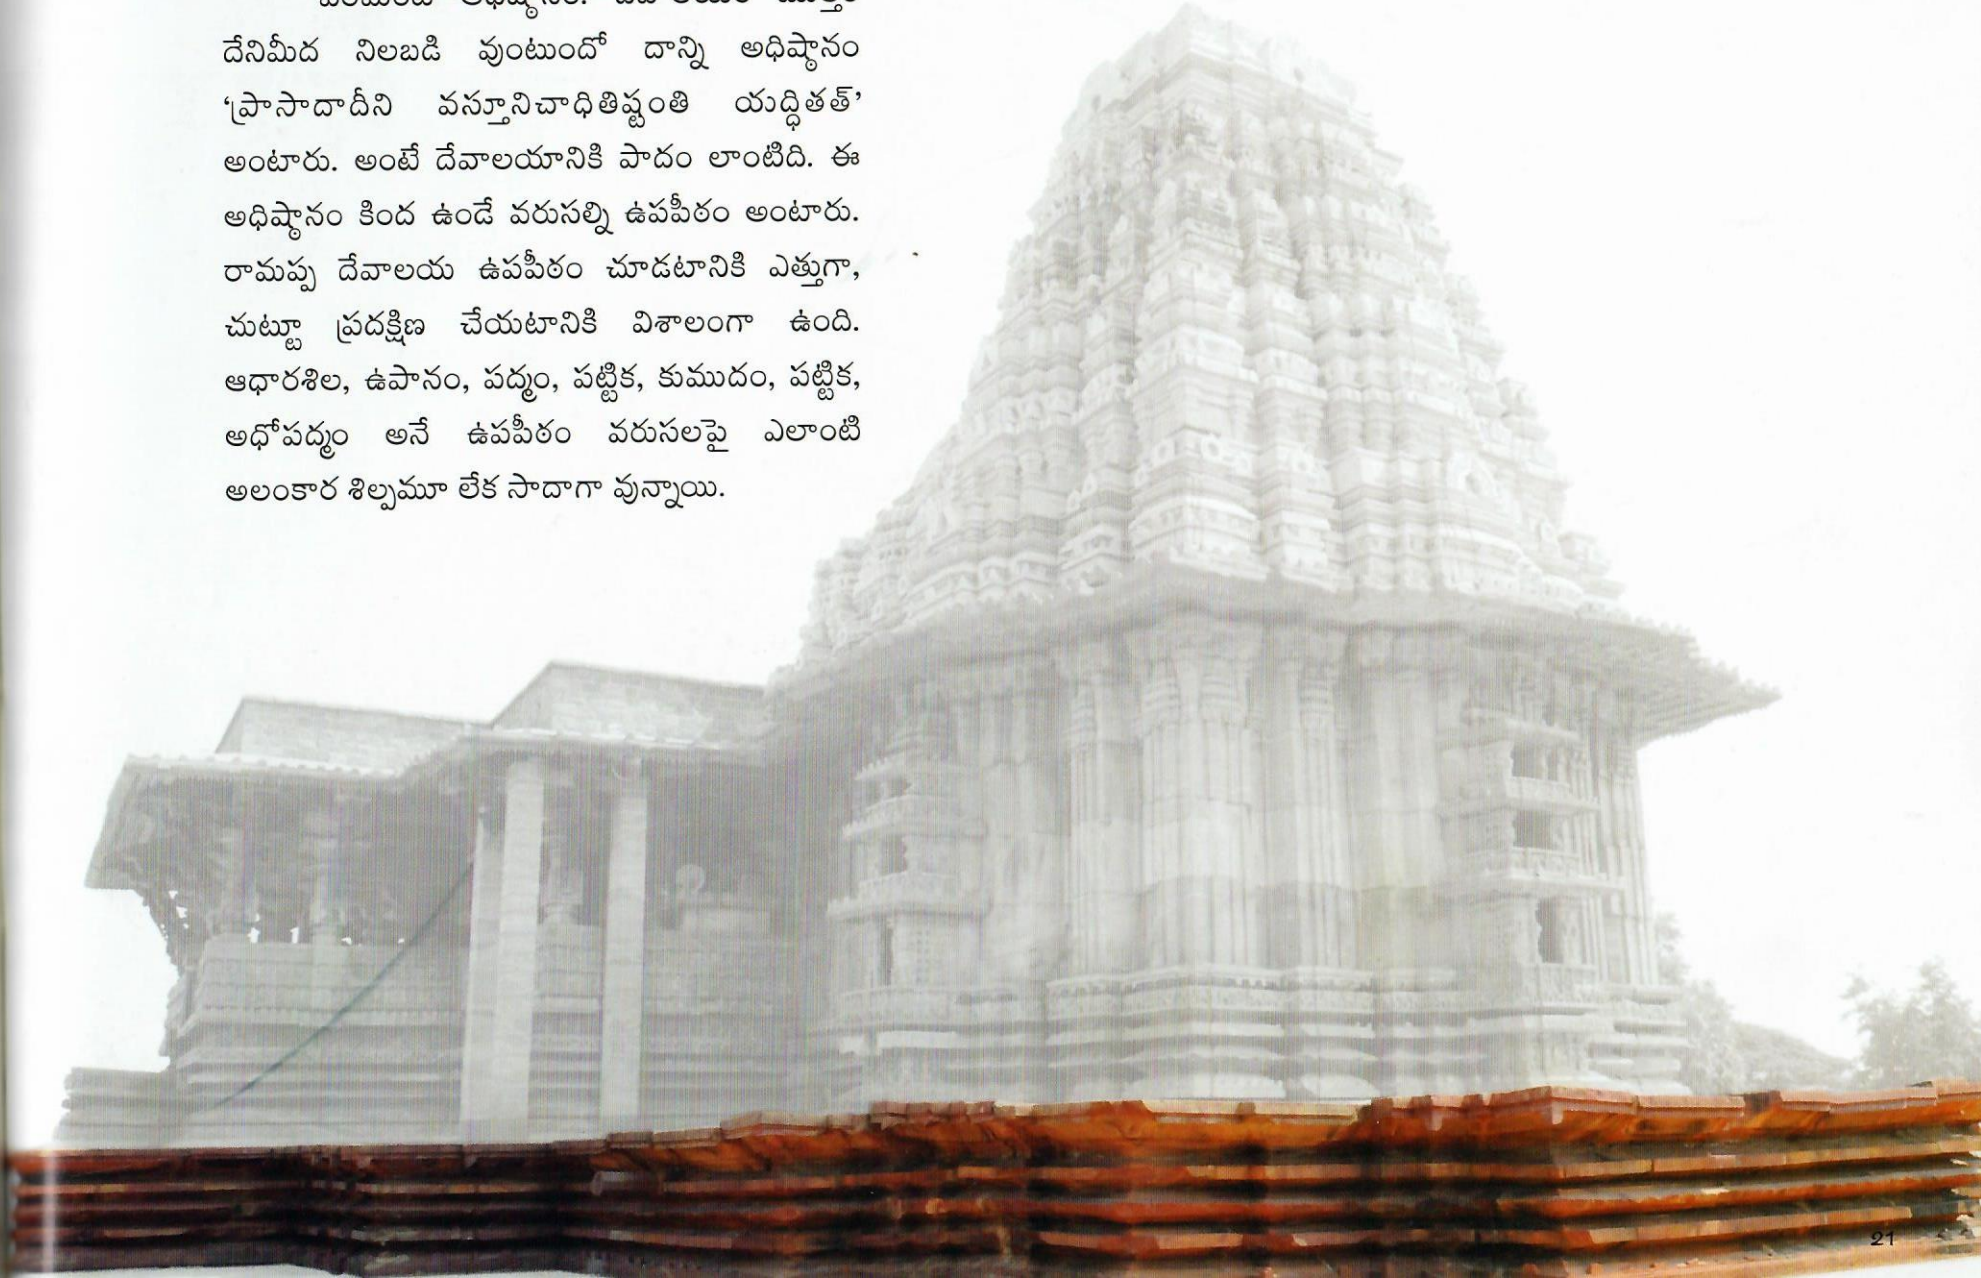 దేనిమీద నిలబడి వుంటుందో దాన్ని అధిష్ఠానం
‘ప్రాసాదాదీని వస్తూనిచాధితిష్టంతి యద్ధితత్’
అంటారు. అంటే దేవాలయానికి పాదం లాంటిది. ఈ
అధిష్ఠానం కింద ఉండే వరుసల్ని ఉపపీఠం అంటారు.
రామప్ప దేవాలయ ఉపపీఠం చూడటానికి ఎత్తుగా,
చుట్టూ ప్రదక్షిణ చేయటానికి విశాలంగా ఉంది.
ఆధారశిల, ఉపానం, పద్మం, పట్టిక, కుముదం, పట్టిక,
అధోపద్మం అనే ఉపపీఠం వరుసలపై ఎలాంటి
అలంకార శిల్పమూ లేక సాదాగా వున్నాయి.
21